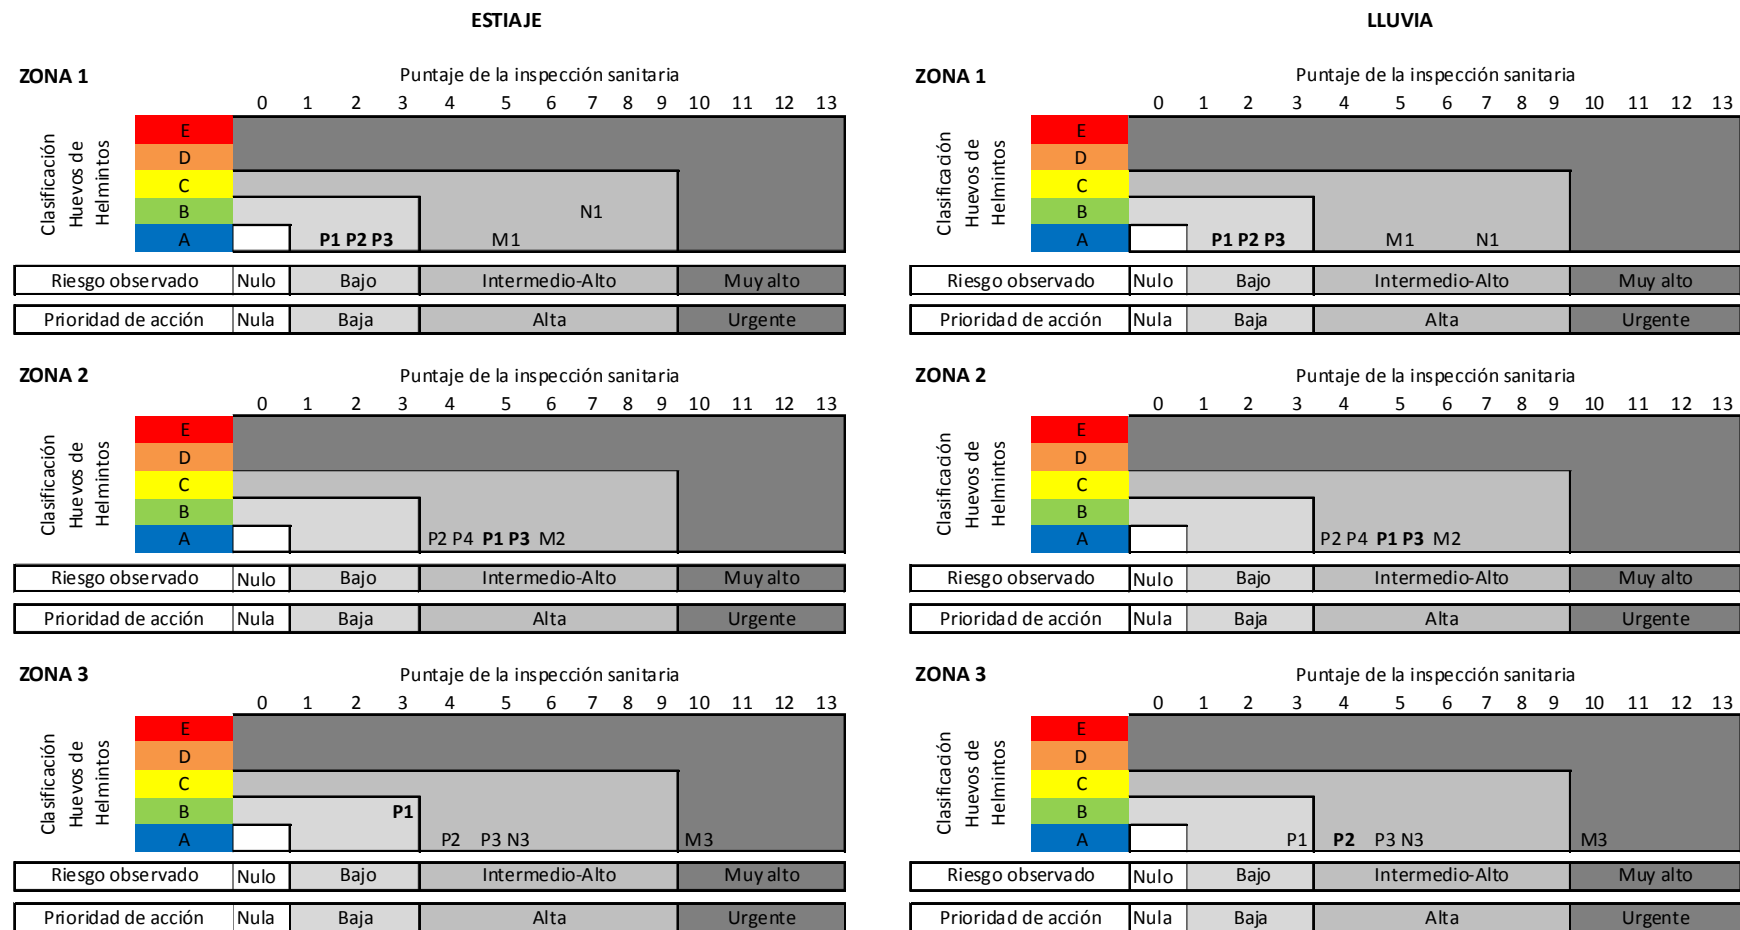 ESTIAJE
LLUVIA
ZONA 1
Puntaje de la inspección sanitaria
0 1 2 3 4 5 6 7 8 9 10 11 12 13
Clasificación
Huevos de
Helmintos
E
D
C
B N1
A P1 P2 P3 M1
Riesgo observado Nulo Bajo Intermedio-Alto Muy alto
Prioridad de acción Nula Baja Alta Urgente
ZONA 1
Puntaje de la inspección sanitaria
0 1 2 3 4 5 6 7 8 9 10 11 12 13
Clasificación
Huevos de
Helmintos
E
D
C
B
A P1 P2 P3 M1 N1
Riesgo observado Nulo Bajo Intermedio-Alto Muy alto
Prioridad de acción Nula Baja Alta Urgente
ZONA 2
Puntaje de la inspección sanitaria
0 1 2 3 4 5 6 7 8 9 10 11 12 13
Clasificación
Huevos de
Helmintos
E
D
C
B
A P2 P4 P1 P3 M2
Riesgo observado Nulo Bajo Intermedio-Alto Muy alto
Prioridad de acción Nula Baja Alta Urgente
ZONA 2
Puntaje de la inspección sanitaria
0 1 2 3 4 5 6 7 8 9 10 11 12 13
Clasificación
Huevos de
Helmintos
E
D
C
B
A P2 P4 P1 P3 M2
Riesgo observado Nulo Bajo Intermedio-Alto Muy alto
Prioridad de acción Nula Baja Alta Urgente
ZONA 3
Puntaje de la inspección sanitaria
0 1 2 3 4 5 6 7 8 9 10 11 12 13
Clasificación
Huevos de
Helmintos
E
D
C
B P1
A P2 P3 N3 M3
Riesgo observado Nulo Bajo Intermedio-Alto Muy alto
Prioridad de acción Nula Baja Alta Urgente
ZONA 3
Puntaje de la inspección sanitaria
0 1 2 3 4 5 6 7 8 9 10 11 12 13
Clasificación
Huevos de
Helmintos
E
D
C
B
A P1 P2 P3 N3 M3
Riesgo observado Nulo Bajo Intermedio-Alto Muy alto
Prioridad de acción Nula Baja Alta Urgente